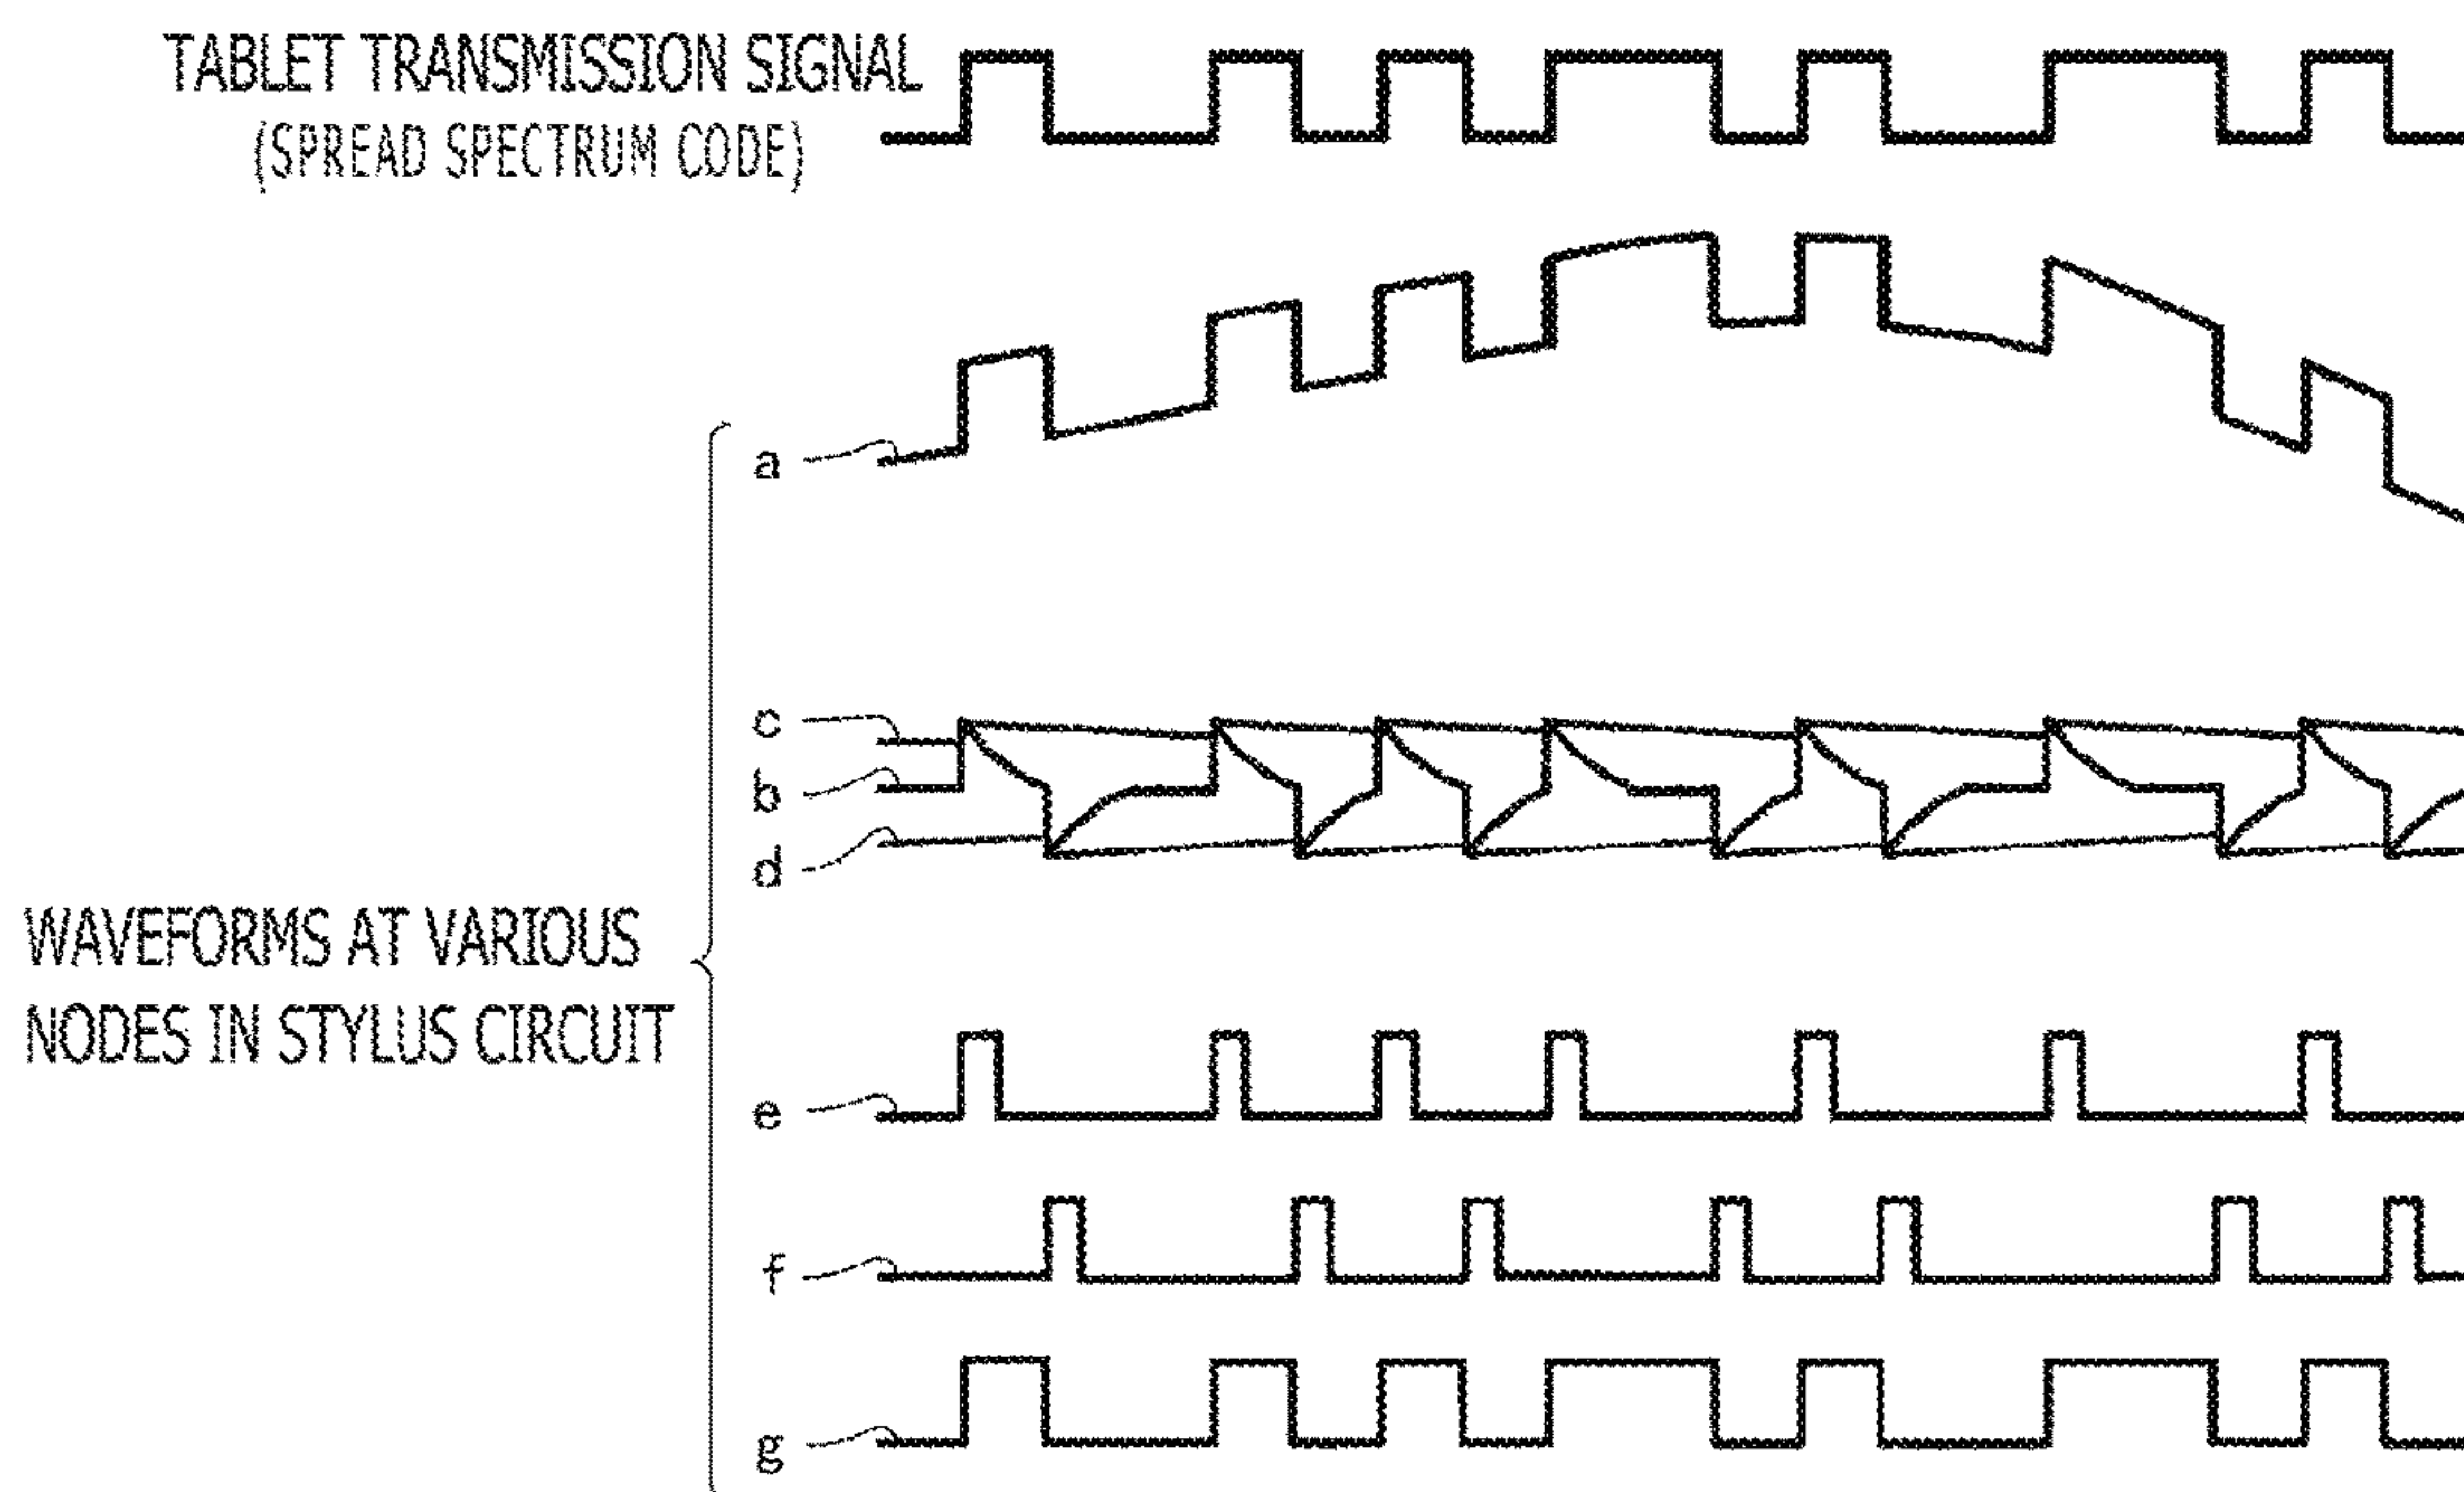 TABLET TRANSMISSION SIGNAL
(SPREAD SPECTRUM CODE)
a
c
b
d
WAVEFORMS AT VARIOUS
NODES IN STYLUS CIRCUIT
e
f
g